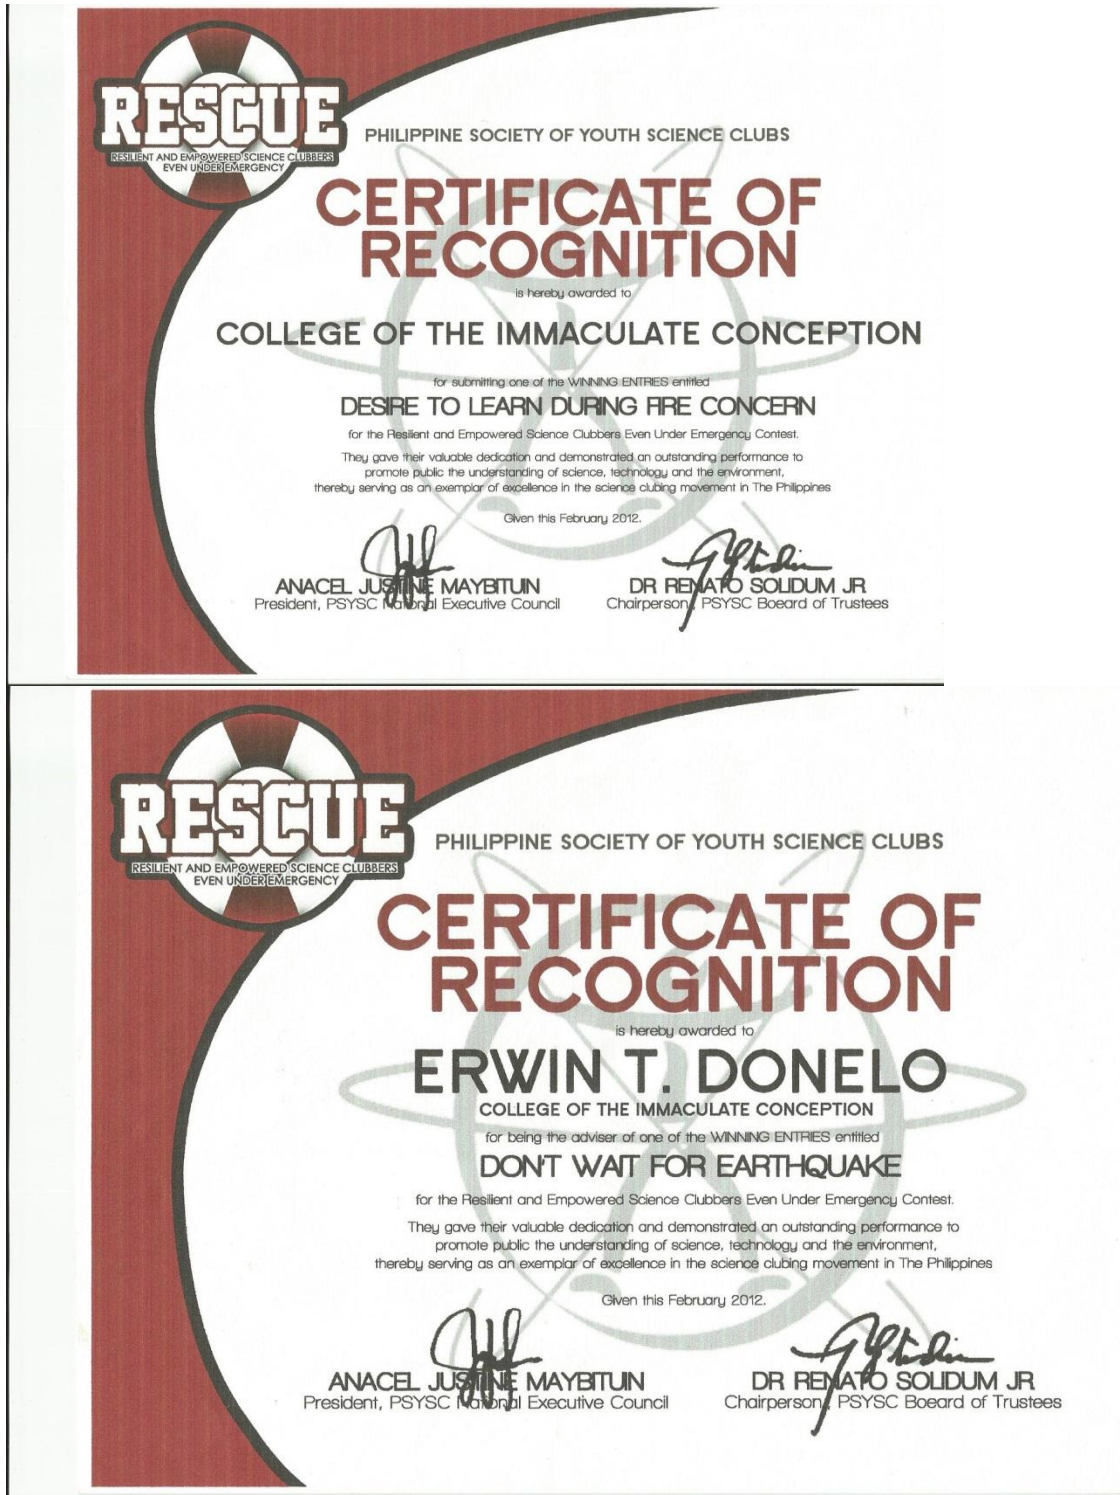 RESCUE
RESILIENT AND EMPOWERED SCIENCE CLUBBERS
EVEN UNDER EMERGENCY
PHILIPPINE SOCIETY OF YOUTH SCIENCE CLUBS
CERTIFICATE OF
RECOGNITION
is hereby awarded to
COLLEGE OF THE IMMACULATE CONCEPTION
for submitting one of the WINNING ENTRIES entitled
DESIRE TO LEARN DURING FIRE CONCERN
for the Resilient and Empowered Science Clubbers Even Under Emergency Contest.
They gave their valuable dedication and demonstrated an outstanding performance to
promote public the understanding of science, technology and the environment,
thereby serving as an exemplar of excellence in the science clubing movement in The Philippines
Given this February 2012.
ANACEL JUSTINE MAYBITUIN
President, PSYSC National Executive Council
DR RENATO SOLIDUM JR
Chairperson, PSYSC Boeard of Trustees
RESCUE
RESILIENT AND EMPOWERED SCIENCE CLUBBERS
EVEN UNDER EMERGENCY
PHILIPPINE SOCIETY OF YOUTH SCIENCE CLUBS
CERTIFICATE OF
RECOGNITION
is hereby awarded to
ERWIN T. DONELO
COLLEGE OF THE IMMACULATE CONCEPTION
for being the adviser of one of the WINNING ENTRIES entitled
DON'T WAIT FOR EARTHQUAKE
for the Resilient and Empowered Science Clubbers Even Under Emergency Contest.
They gave their valuable dedication and demonstrated an outstanding performance to
promote public the understanding of science, technology and the environment,
thereby serving as an exemplar of excellence in the science clubing movement in The Philippines
Given this February 2012.
ANACEL JUSTINE MAYBITUIN
President, PSYSC National Executive Council
DR RENATO SOLIDUM JR
Chairperson, PSYSC Boeard of Trustees